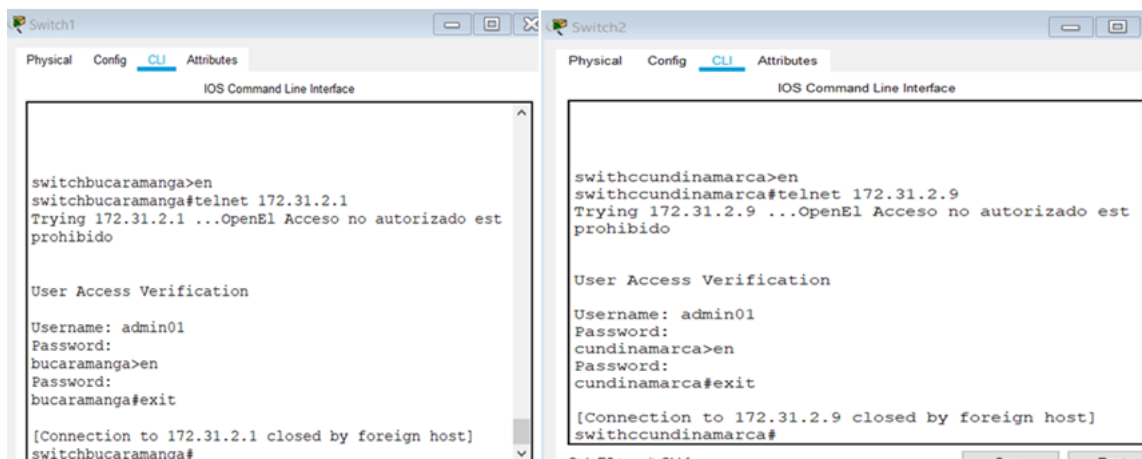 Switch1
Physical Config CLI Attributes
IOS Command Line Interface
switchbucaramanga>en
switchbucaramanga#telnet 172.31.2.1
Trying 172.31.2.1 ...OpenEl Acceso no autorizado est
prohibido
User Access Verification
Username: admin01
Password:
bucaramanga>en
Password:
bucaramanga#exit
[Connection to 172.31.2.1 closed by foreign host]
switchbucaramanga#
Switch2
Physical Config CLI Attributes
IOS Command Line Interface
swithccundinamarca>en
swithccundinamarca#telnet 172.31.2.9
Trying 172.31.2.9 ...OpenEl Acceso no autorizado est
prohibido
User Access Verification
Username: admin01
Password:
cundinamarca>en
Password:
cundinamarca#exit
[Connection to 172.31.2.9 closed by foreign host]
swithccundinamarca#